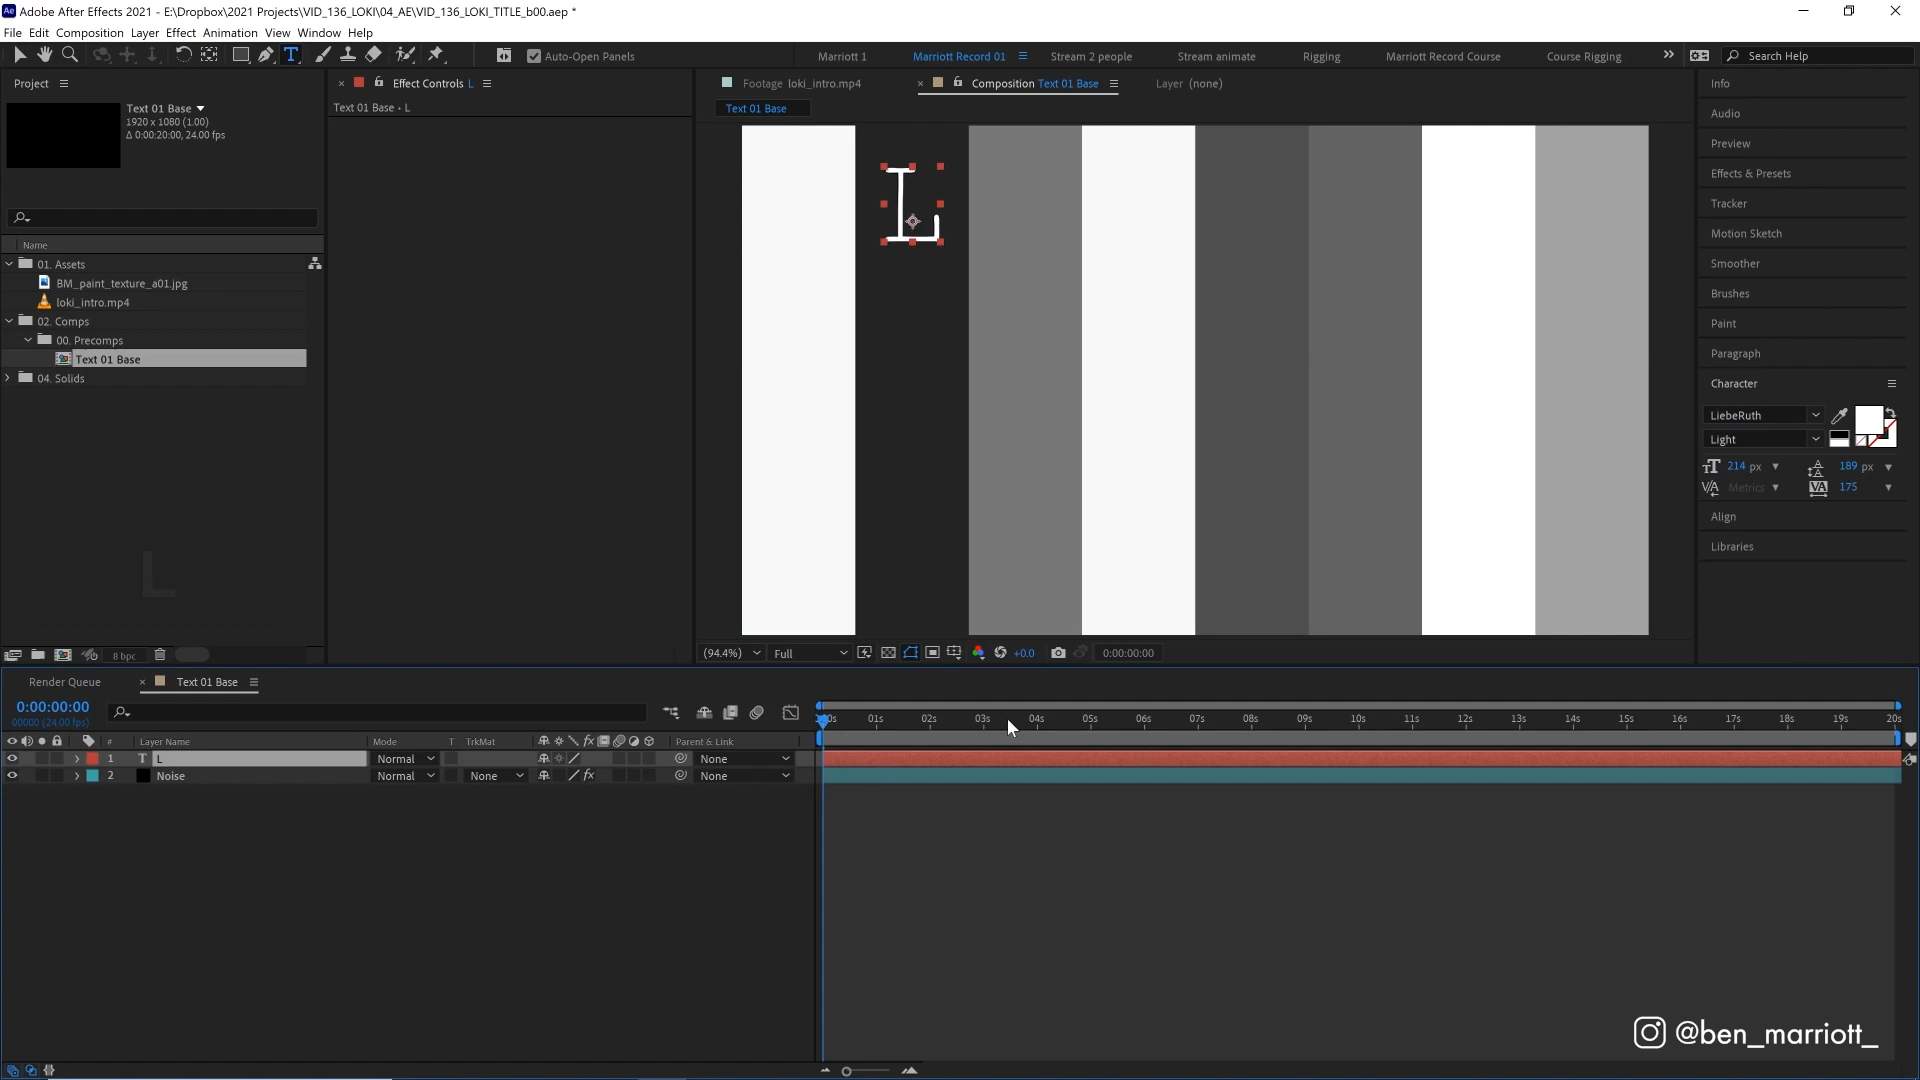 Adobe After Effects 2021 - E:\Dropbox\2021 Projects\VID_136_LOKI\04_AE\VID_136_LOKI_TITLE_b00.aep *
File Edit Composition Layer Effect Animation View Window Help
Auto-Open Panels
Marriott 1
Marriott Record 01
Stream 2 people
Stream animate
Rigging
Marriott Record Course
Course Rigging
Search Help
Project
Text 01 Base
1920 x 1080 (1.00)
Δ 0:00:20:00, 24.00 fps
Name
01. Assets
BM_paint_texture_a01.jpg
loki_intro.mp4
02. Comps
00. Precomps
Text 01 Base
04. Solids
L
8 bpc
Effect Controls L
Text 01 Base • L
Footage loki_intro.mp4
Composition Text 01 Base
Layer (none)
Text 01 Base
L
(94.4%)
Full
+0.0
0:00:00:00
Info
Audio
Preview
Effects & Presets
Tracker
Motion Sketch
Smoother
Brushes
Paint
Paragraph
Character
LiebeRuth
Light
214 px
189 px
Metrics
175
Align
Libraries
Render Queue
Text 01 Base
0:00:00:00
00000 (24.00 fps)
01s 02s 03s 04s 05s 06s 07s 08s 09s 10s 11s 12s 13s 14s 15s 16s 17s 18s 19s 20s
# Layer Name Mode T TrkMat Parent & Link
1 T L Normal None
2 Noise Normal None None
@ben_marriott_